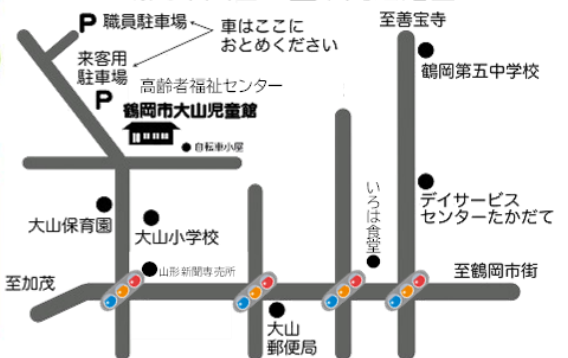 P 職員駐車場
車はここに
おとめください
至善宝寺
来客用
駐車場
P
高齢者福祉センター
鶴岡市大山児童館
自転車小屋
鶴岡第五中学校
大山保育園
大山小学校
いろは食堂
デイサービス
センターたかだて
山形新聞専売所
至加茂
至鶴岡市街
大山
郵便局